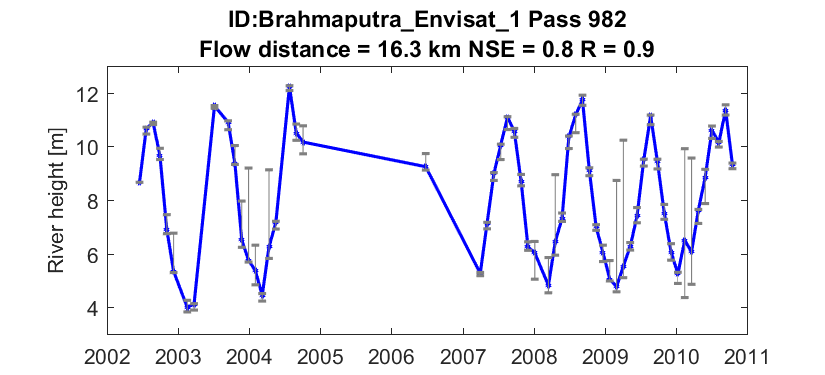 ID:Brahmaputra_Envisat_1 Pass 982
Flow distance = 16.3 km NSE = 0.8 R = 0.9
River height [m]
12
10
8
6
4
2002 2003 2004 2005 2006 2007 2008 2009 2010 2011